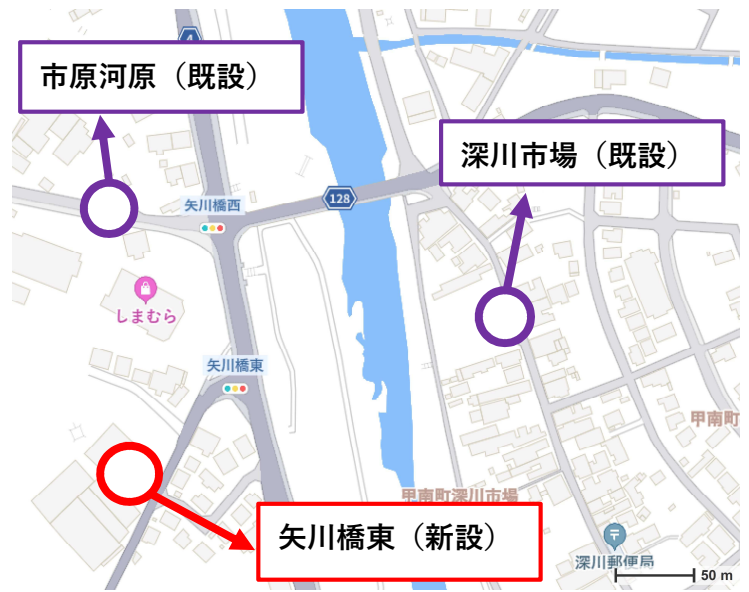 4
市原河原（既設）
深川市場（既設）
矢川橋西
128
しまむら
矢川橋東
甲南町
甲南町深川市場
矢川橋東（新設）
深川郵便局
50 m